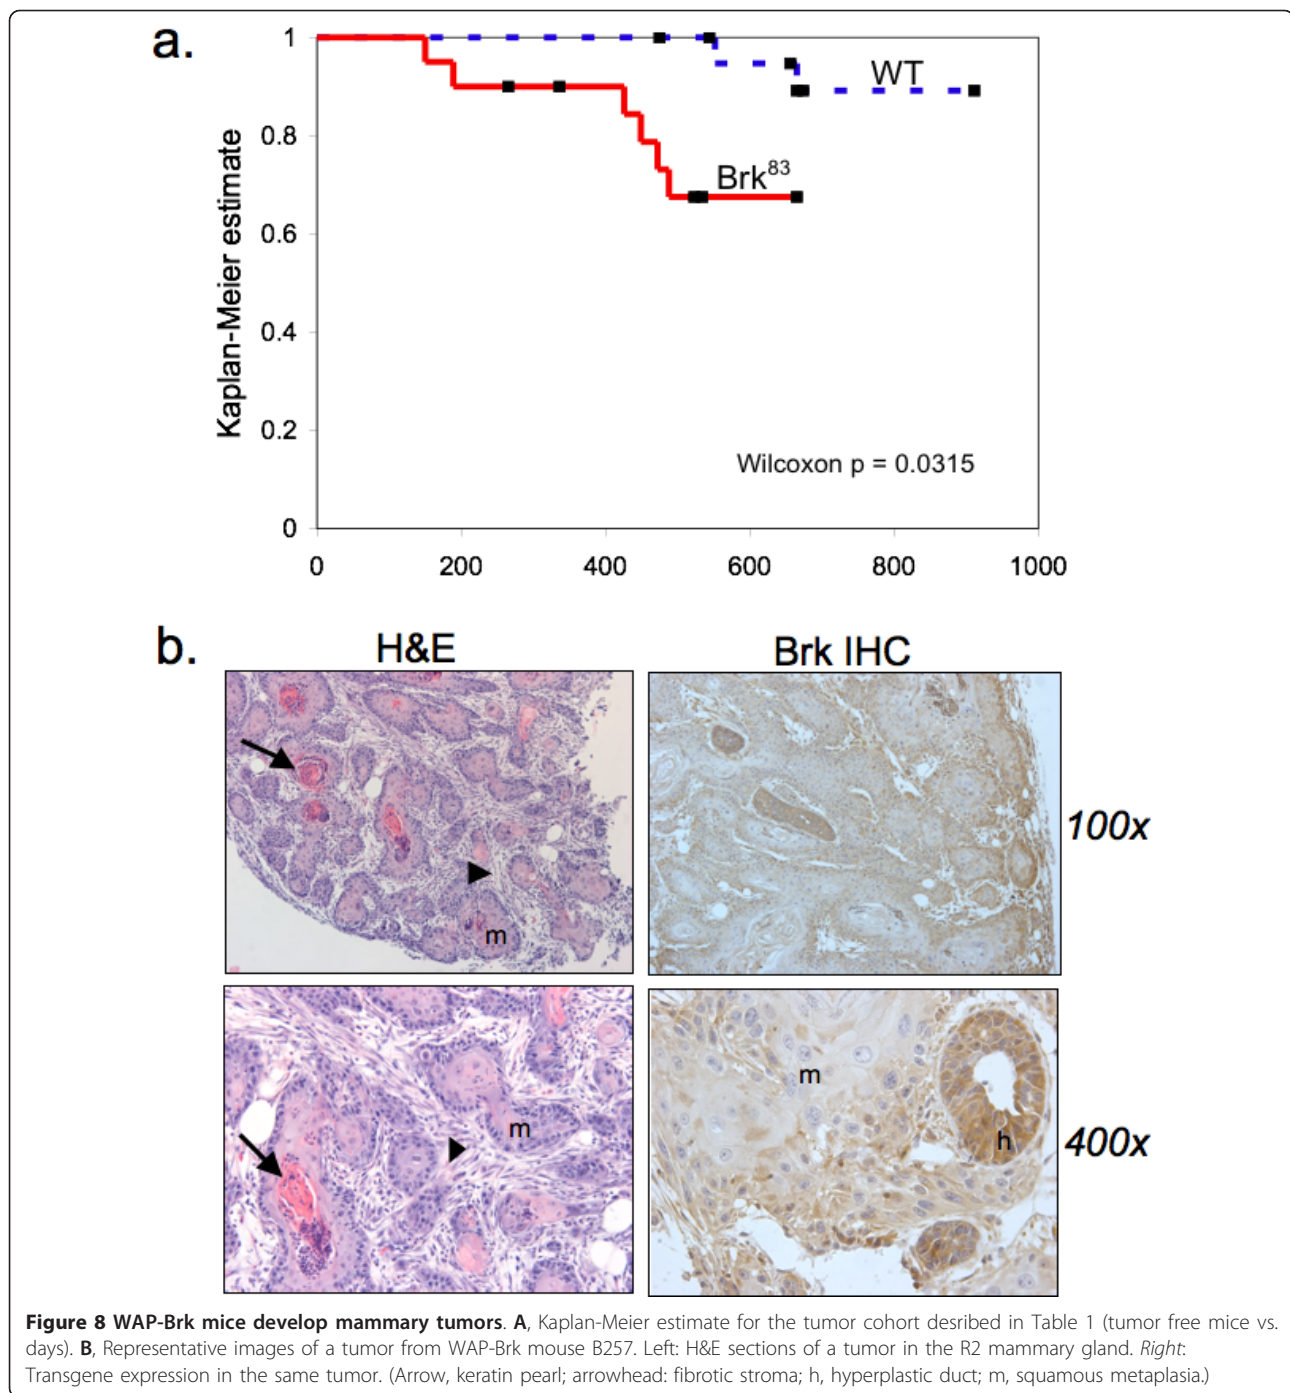 a.
1
0.8
0.6
0.4
0.2
0
Kaplan-Meier estimate
WT
Brk83
Wilcoxon p = 0.0315
0 200 400 600 800 1000
b.
H&E
Brk IHC
m
100x
m
m
h
400x
Figure 8 WAP-Brk mice develop mammary tumors. A, Kaplan-Meier estimate for the tumor cohort desribed in Table 1 (tumor free mice vs.
days). B, Representative images of a tumor from WAP-Brk mouse B257. Left: H&E sections of a tumor in the R2 mammary gland. Right:
Transgene expression in the same tumor. (Arrow, keratin pearl; arrowhead: fibrotic stroma; h, hyperplastic duct; m, squamous metaplasia.)